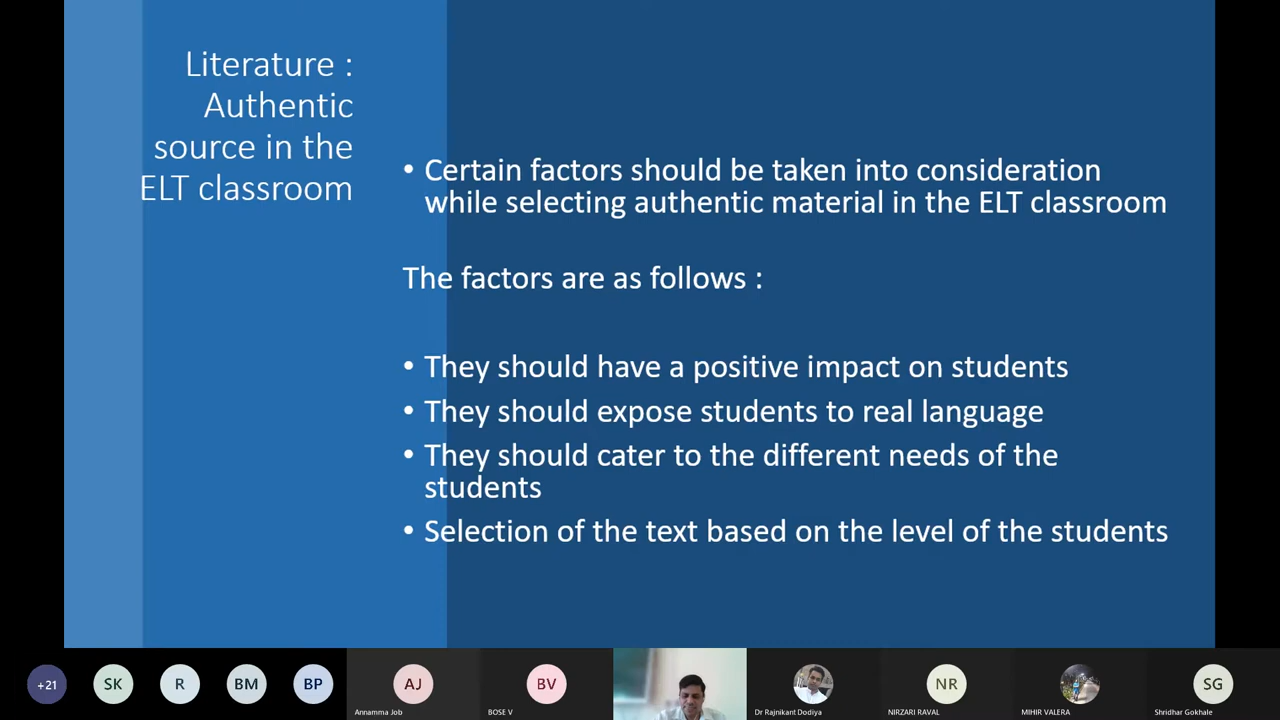 Literature :
Authentic
source in the
ELT classroom
• Certain factors should be taken into consideration
while selecting authentic material in the ELT classroom
The factors are as follows :
• They should have a positive impact on students
• They should expose students to real language
• They should cater to the different needs of the
students
• Selection of the text based on the level of the students
+21
SK
R
BM
BP
AJ
Annamma Job
BV
BOSE V
Dr Rajnikant Dodiya
NR
NIRZARI RAVAL
MIHIR VALERA
SG
Shridhar Gokhale